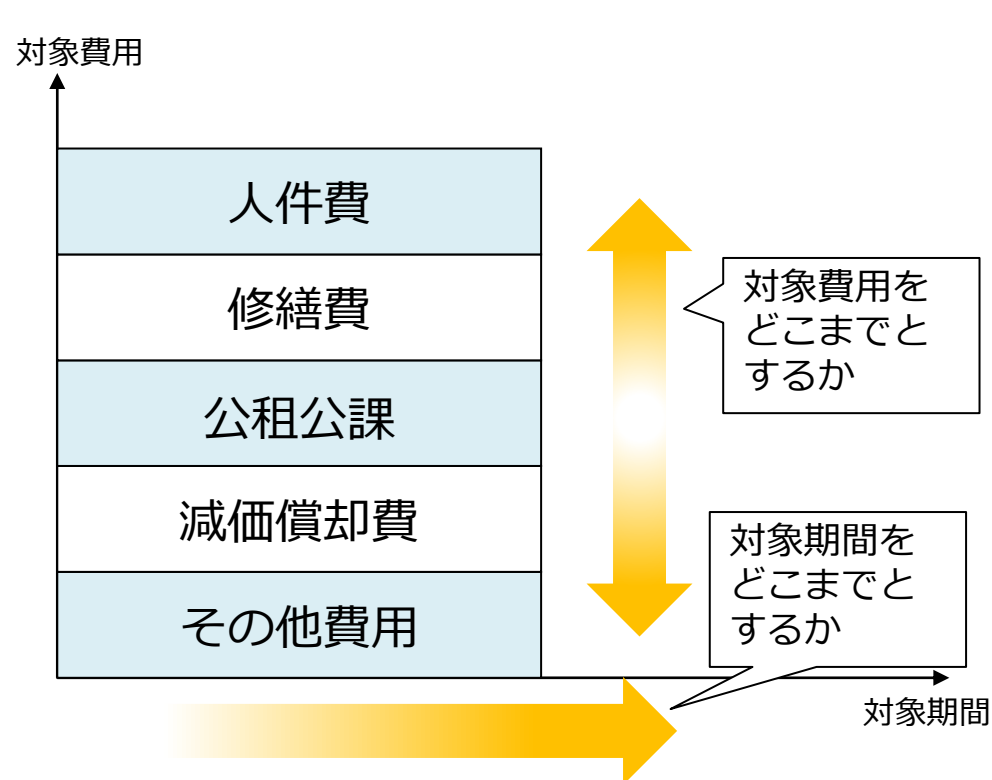 対象費用
人件費
修繕費
公租公課
減価償却費
その他費用
対象費用を
どこまでと
するか
対象期間を
どこまでと
するか
対象期間